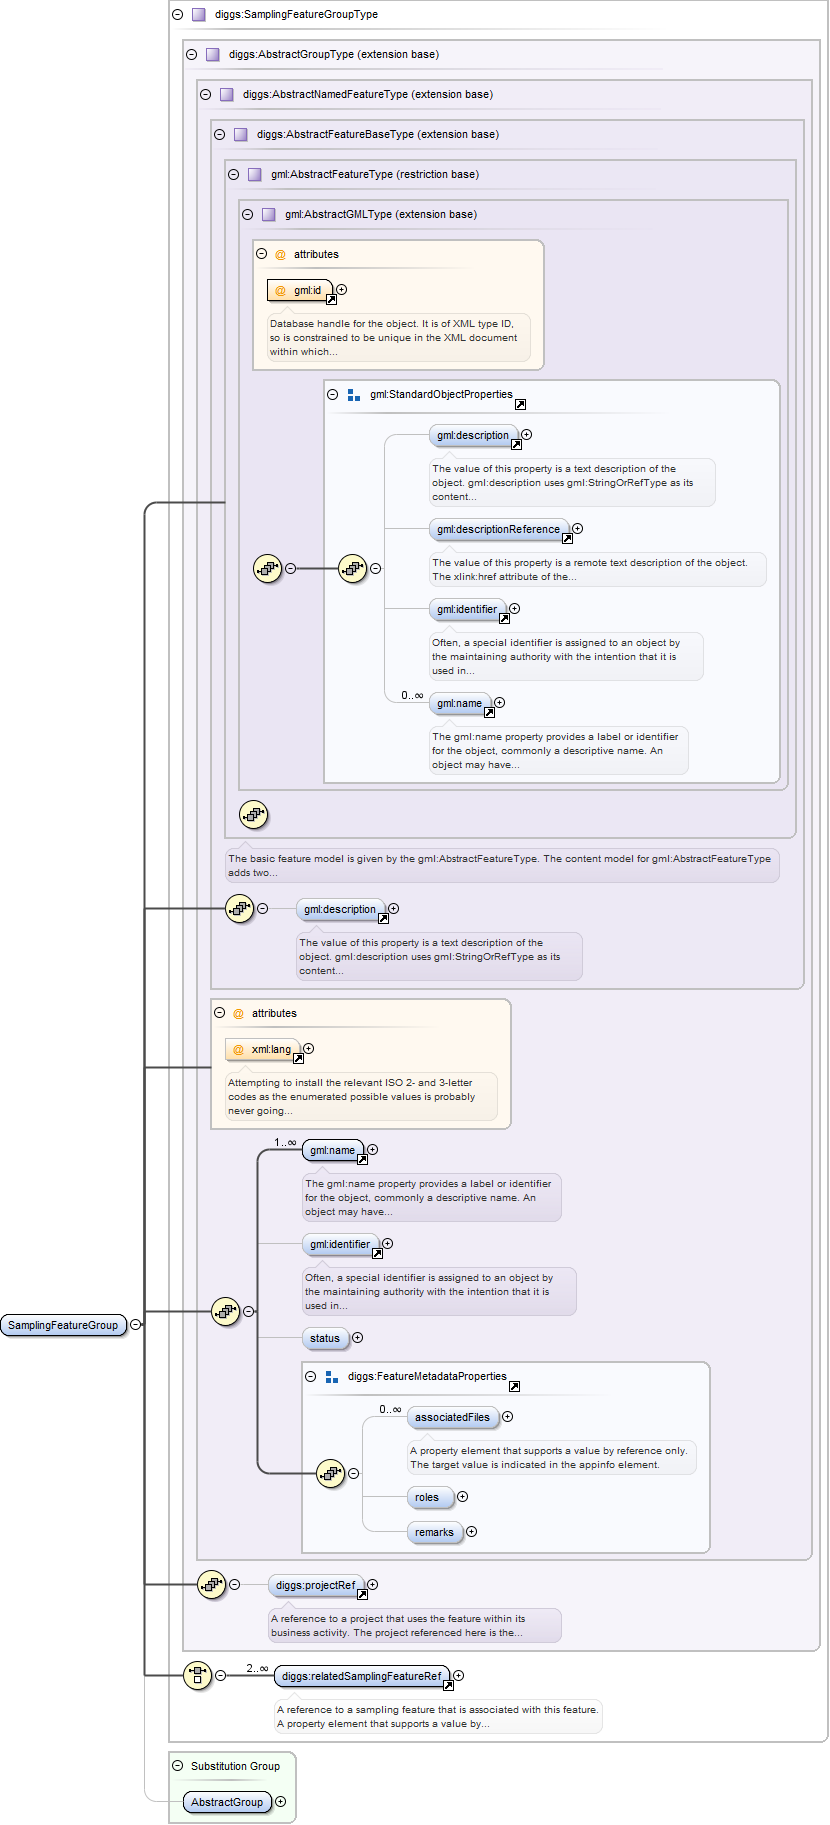 diggs:SamplingFeatureGroupType
diggs:AbstractGroupType (extension base)
diggs:AbstractNamedFeatureType (extension base)
diggs:AbstractFeatureBaseType (extension base)
gml:AbstractFeatureType (restriction base)
gml:AbstractGMLType (extension base)
@ attributes
@ gml:id
Database handle for the object. It is of XML type ID,
so is constrained to be unique in the XML document
within which...
gml:StandardObjectProperties
gml:description
The value of this property is a text description of the
object. gml:description uses gml:StringOrRefType as its
content...
gml:descriptionReference
The value of this property is a remote text description of the object.
The xlink:href attribute of the...
gml:identifier
Often, a special identifier is assigned to an object by
the maintaining authority with the intention that it is
used in...
0..∞
gml:name
The gml:name property provides a label or identifier
for the object, commonly a descriptive name. An
object may have...
The basic feature model is given by the gml:AbstractFeatureType. The content model for gml:AbstractFeatureType
adds two...
gml:description
The value of this property is a text description of the
object. gml:description uses gml:StringOrRefType as its
content...
@ attributes
@ xml:lang
Attempting to install the relevant ISO 2- and 3-letter
codes as the enumerated possible values is probably
never going...
1..∞
gml:name
The gml:name property provides a label or identifier
for the object, commonly a descriptive name. An
object may have...
gml:identifier
Often, a special identifier is assigned to an object by
the maintaining authority with the intention that it is
used in...
SamplingFeatureGroup
status
diggs:FeatureMetadataProperties
0..∞
associatedFiles
A property element that supports a value by reference only.
The target value is indicated in the appinfo element.
roles
remarks
diggs:projectRef
A reference to a project that uses the feature within its
business activity. The project referenced here is the...
2..∞
diggs:relatedSamplingFeatureRef
A reference to a sampling feature that is associated with this feature.
A property element that supports a value by...
Substitution Group
AbstractGroup